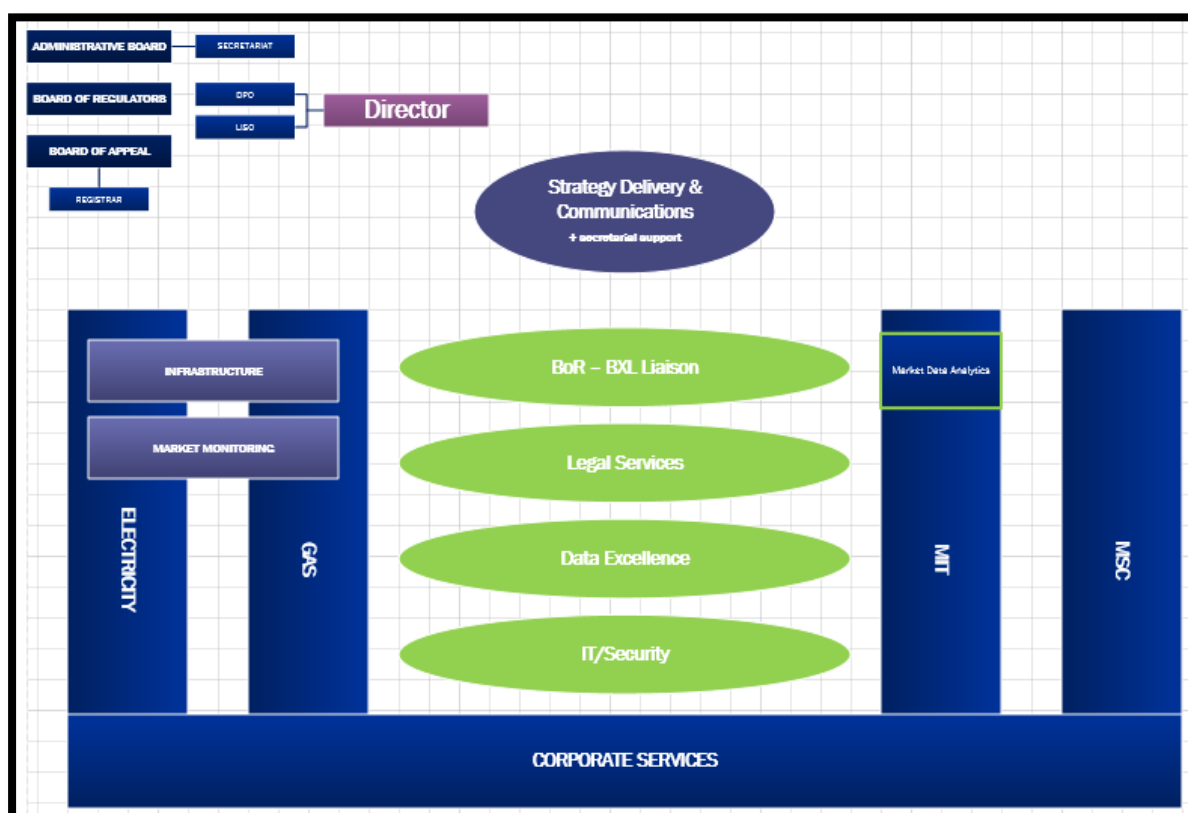 ADMINISTRATIVE BOARD
SECRETARIAT
BOARD OF REGULATORS
DPO
LISO
Director
BOARD OF APPEAL
REGISTRAR
Strategy Delivery &
Communications
+ secretarial support
INFRASTRUCTURE
MARKET MONITORING
ELECTRICITY
GAS
BoR – BXL Liaison
Legal Services
Data Excellence
IT/Security
Market Data Analytics
MIT
MSC
CORPORATE SERVICES